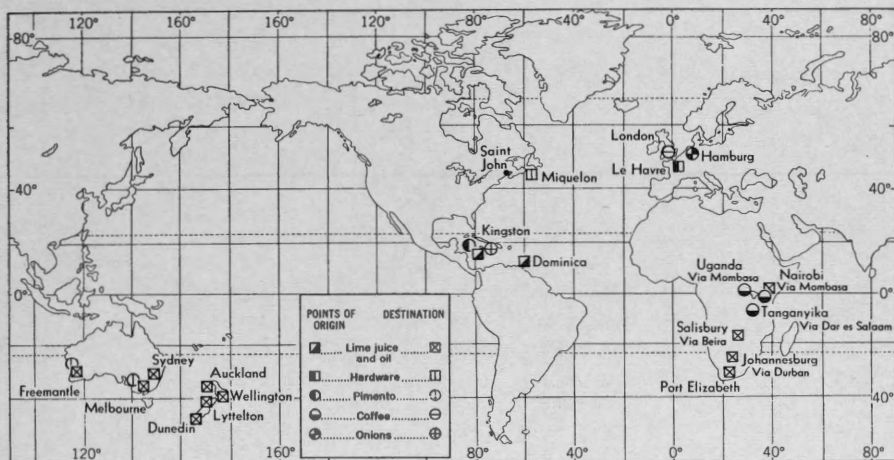 120° 160° 160° 120° 80° 40° 0° 40° 80°
80° 80°
London
Saint
John
Hamburg
Le Havre
Miquelon
40° 40°
Kingston
Dominica
Uganda
Via Mombasa
Nairobi
Via Mombasa
0° 0°
Tanganyika
Via Dar es Salaam
Salisbury
Via Beira
Johannesburg
Via Durban
Port Elizabeth
POINTS OF
ORIGIN
DESTINATION
Lime juice
and oil
Hardware
Pimento
Coffee
Onions
Sydney
Auckland
Freemantle
Wellington
Melbourne
Lyttelton
Dunedin
40° 40°
120° 160° 160° 120° 80° 40° 0° 40° 80°